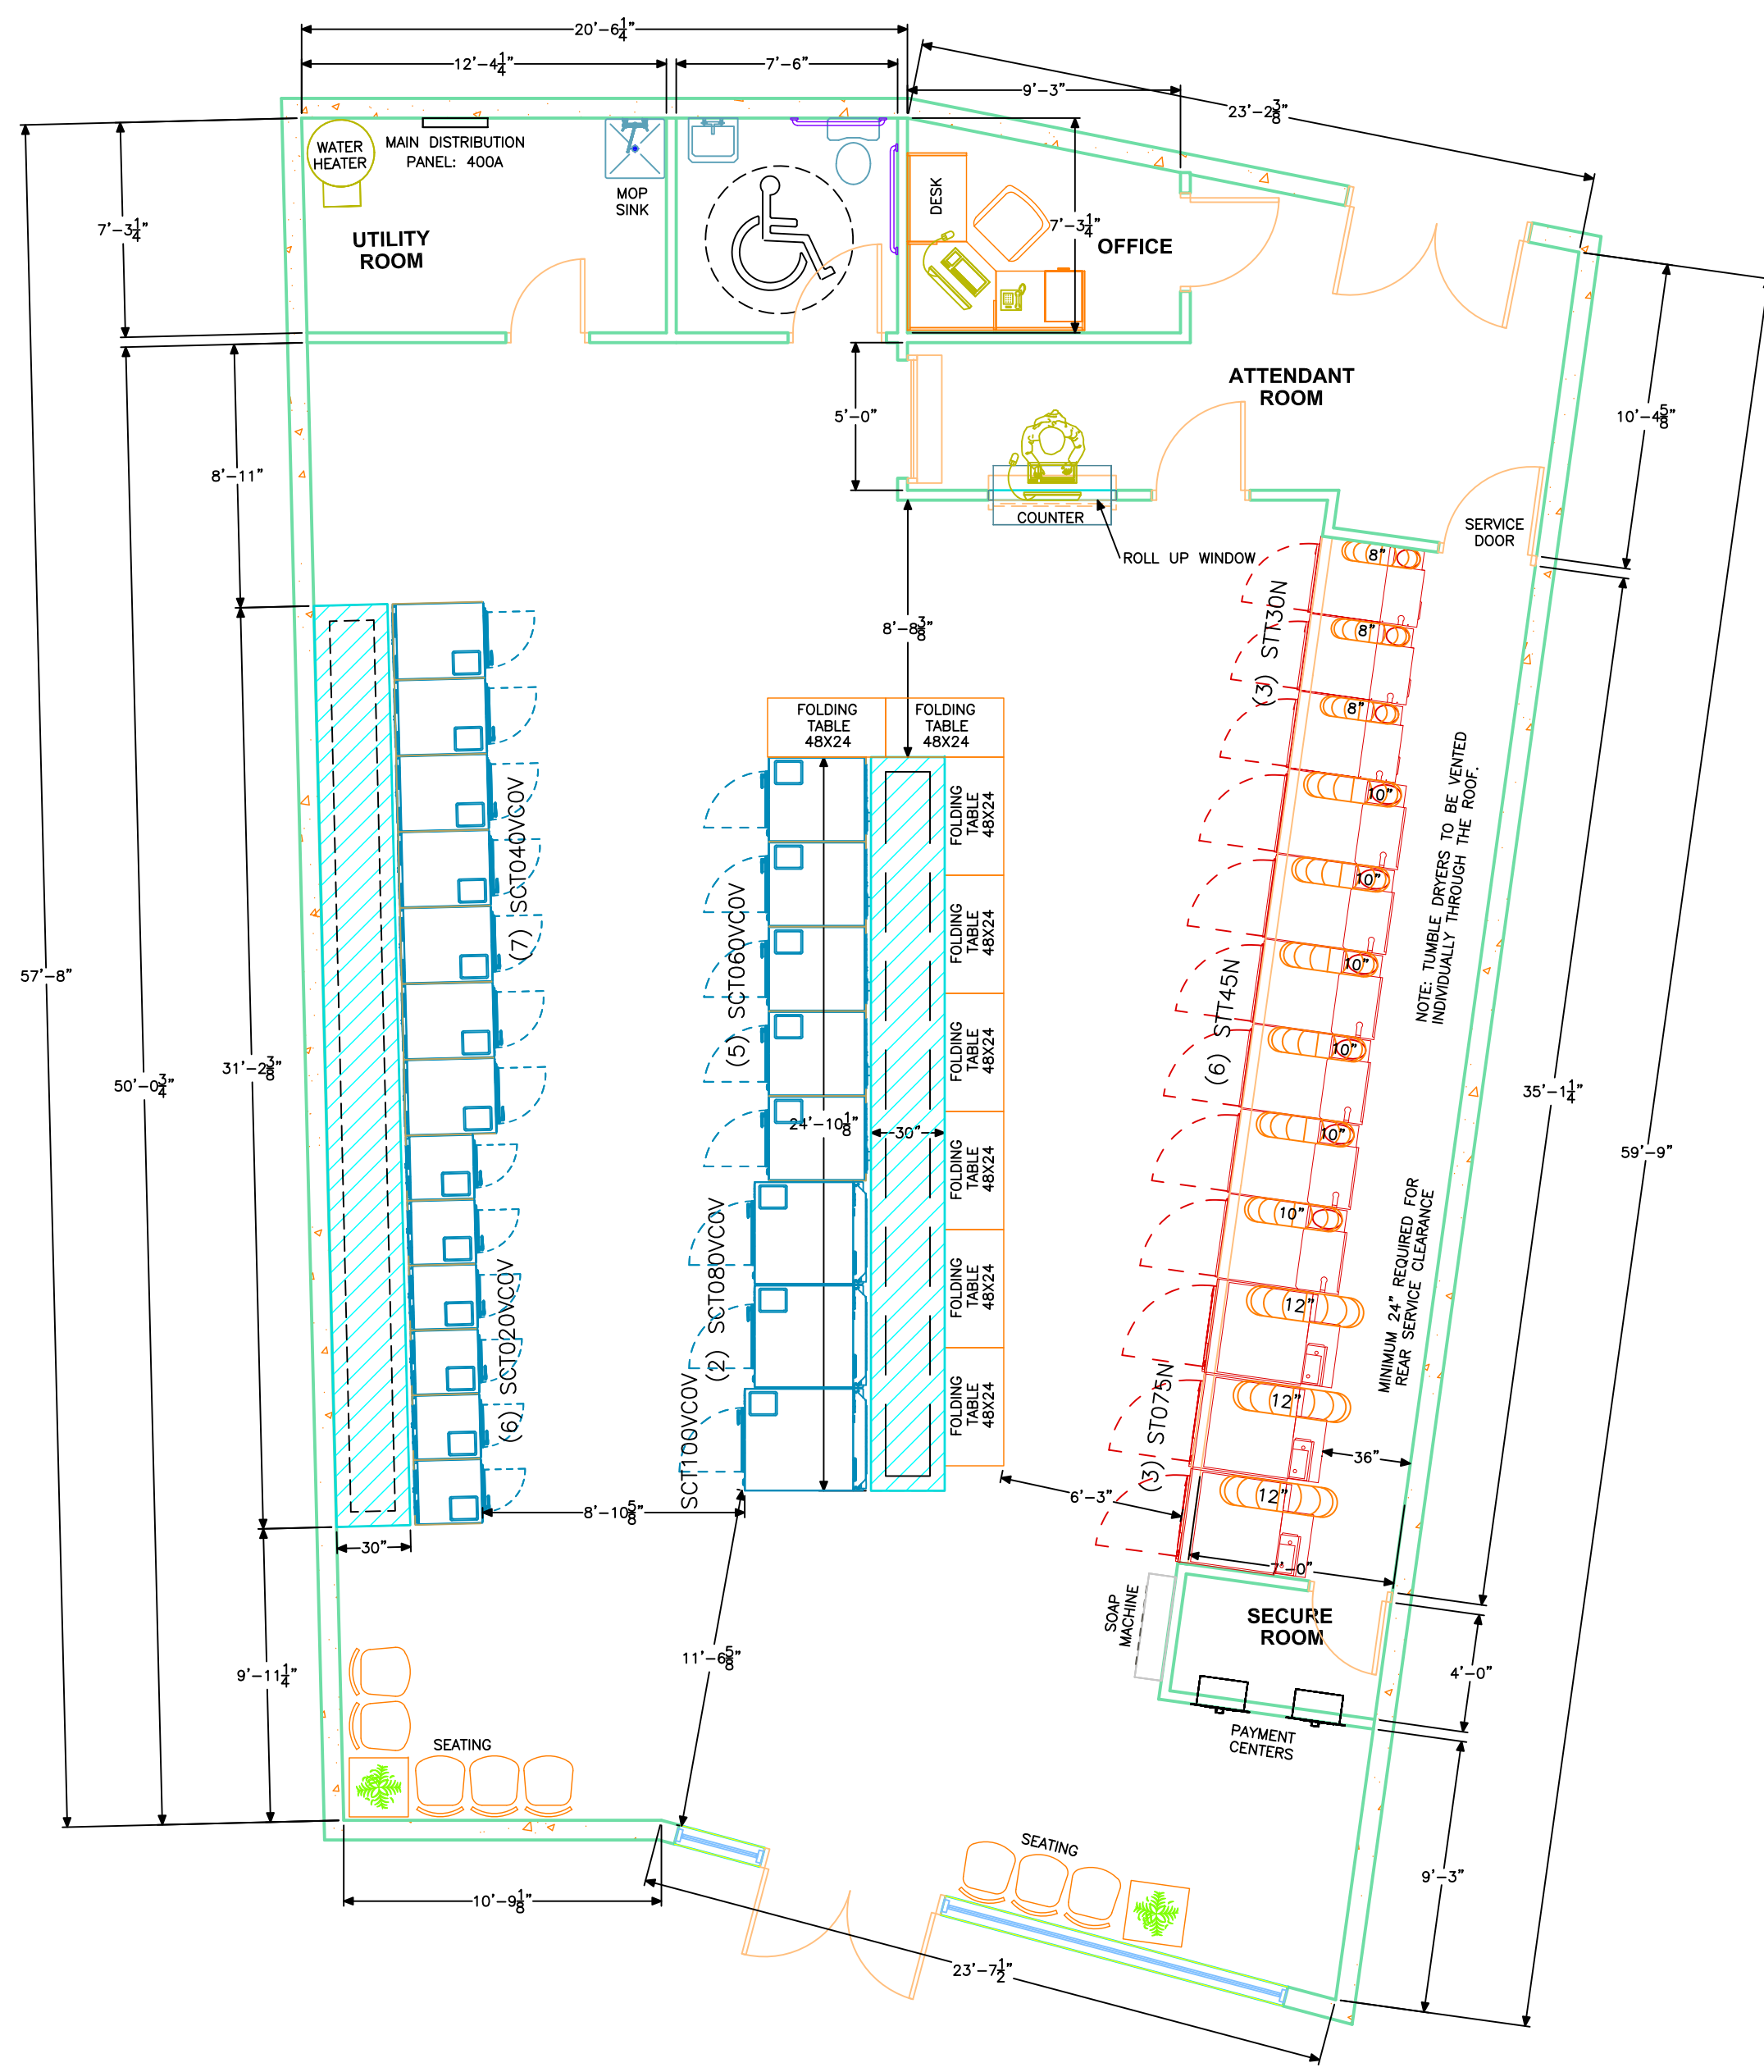 20'-6 1/4"
12'-4 1/4"
7'-6"
9'-3"
23'-2 3/8"
WATER
HEATER
MAIN DISTRIBUTION
PANEL: 400A
MOP
SINK
UTILITY
ROOM
7'-3 1/4"
DESK
7'-3 1/4"
OFFICE
ATTENDANT
ROOM
5'-0"
10'-4 5/8"
8'-11"
COUNTER
ROLL UP WINDOW
SERVICE
DOOR
8'-8 3/8"
(3) STT30N
8"
8"
8"
FOLDING
TABLE
48X24
FOLDING
TABLE
48X24
(7) SCT040VC0V
(5) SCT060VC0V
FOLDING
TABLE
48X24
FOLDING
TABLE
48X24
FOLDING
TABLE
48X24
FOLDING
TABLE
48X24
FOLDING
TABLE
48X24
FOLDING
TABLE
48X24
10"
10"
10"
10"
10"
10"
(6) STT45N
NOTE: TUMBLE DRYERS TO BE VENTED
INDIVIDUALLY THROUGH THE ROOF.
57'-8"
50'-0 3/4"
31'-2 3/8"
24'-10 1/8"
30"
35'-1 1/4"
59'-9"
MINIMUM 24" REQUIRED FOR
REAR SERVICE CLEARANCE
(6) SCT020VC0V
(2) SCT080VC0V
SCT100VC0V
12"
12"
12"
(3) ST075N
36"
6'-3"
8'-10 5/8"
30"
7'-0"
SOAP
MACHINE
SECURE
ROOM
4'-0"
11'-6 5/8"
9'-11 1/4"
PAYMENT
CENTERS
SEATING
SEATING
9'-3"
10'-9 1/8"
23'-7 1/2"